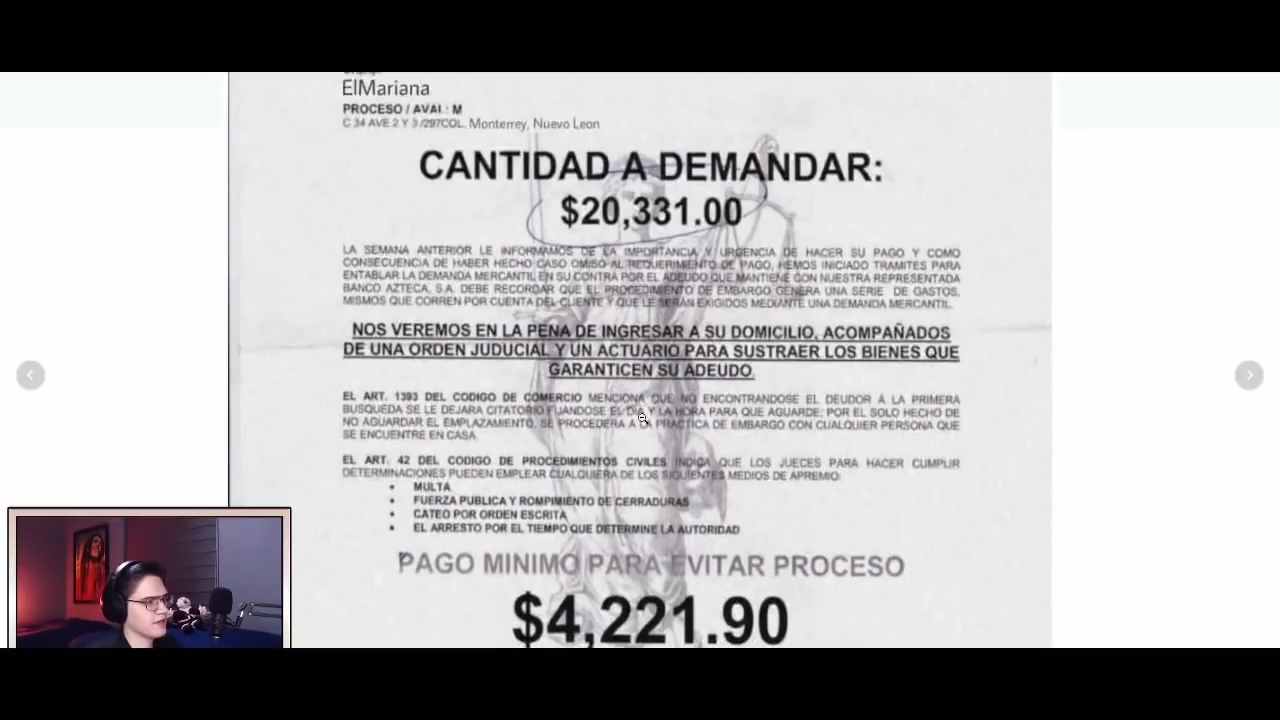 ElMariana
PROCESO / AVAL : M
C 34 AVE 2 Y 3 /297COL. Monterrey, Nuevo Leon
CANTIDAD A DEMANDAR:
$20,331.00
LA SEMANA ANTERIOR LE INFORMAMOS DE LA IMPORTANCIA Y URGENCIA DE HACER SU PAGO Y COMO
CONSECUENCIA DE HABER HECHO CASO OMISO AL REQUERIMIENTO DE PAGO, HEMOS INICIADO TRAMITES PARA
ENTABLAR LA DEMANDA MERCANTIL EN SU CONTRA POR EL ADEUDO QUE MANTIENE CON NUESTRA REPRESENTADA
BANCO AZTECA, S.A. DEBE RECORDAR QUE EL PROCEDIMIENTO DE EMBARGO GENERA UNA SERIE DE GASTOS,
MISMOS QUE CORREN POR CUENTA DEL CLIENTE Y QUE LE SERAN EXIGIDOS MEDIANTE UNA DEMANDA MERCANTIL.
NOS VEREMOS EN LA PENA DE INGRESAR A SU DOMICILIO, ACOMPAÑADOS
DE UNA ORDEN JUDUCIAL Y UN ACTUARIO PARA SUSTRAER LOS BIENES QUE
GARANTICEN SU ADEUDO.
EL ART. 1393 DEL CODIGO DE COMERCIO MENCIONA QUE NO ENCONTRANDOSE EL DEUDOR A LA PRIMERA
BUSQUEDA SE LE DEJARA CITATORIO FIJANDOSE EL DIA Y LA HORA PARA QUE AGUARDE; POR EL SOLO HECHO DE
NO AGUARDAR EL EMPLAZAMIENTO, SE PROCEDERA A LA PRACTICA DE EMBARGO CON CUALQUIER PERSONA QUE
SE ENCUENTRE EN CASA
EL ART. 42 DEL CODIGO DE PROCEDIMIENTOS CIVILES INDICA QUE LOS JUECES PARA HACER CUMPLIR
DETERMINACIONES PUEDEN EMPLEAR CUALQUIERA DE LOS SIGUIENTES MEDIOS DE APREMIO:
• MULTA
• FUERZA PUBLICA Y ROMPIMIENTO DE CERRADURAS
• CATEO POR ORDEN ESCRITA
• EL ARRESTO POR EL TIEMPO QUE DETERMINE LA AUTORIDAD
PAGO MINIMO PARA EVITAR PROCESO
$4,221.90